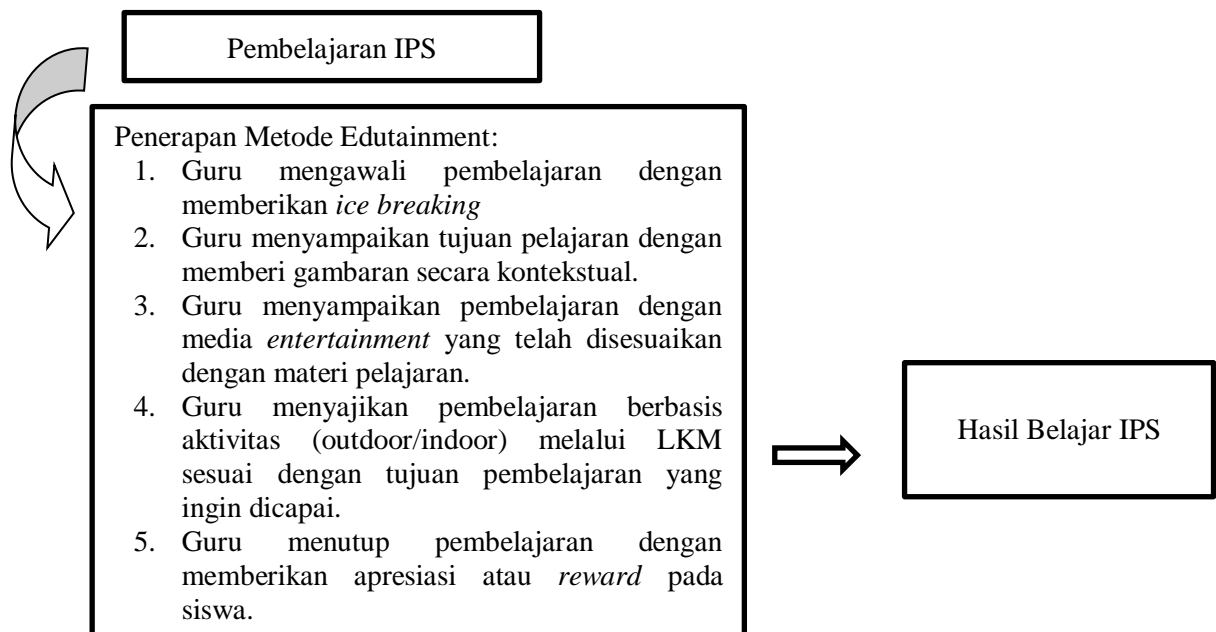 Pembelajaran IPS
Penerapan Metode Edutainment:
1. Guru mengawali pembelajaran dengan
memberikan ice breaking
2. Guru menyampaikan tujuan pelajaran dengan
memberi gambaran secara kontekstual.
3. Guru menyampaikan pembelajaran dengan
media entertainment yang telah disesuaikan
dengan materi pelajaran.
4. Guru menyajikan pembelajaran berbasis
aktivitas (outdoor/indoor) melalui LKM
sesuai dengan tujuan pembelajaran yang
ingin dicapai.
5. Guru menutup pembelajaran dengan
memberikan apresiasi atau reward pada
siswa.
Hasil Belajar IPS